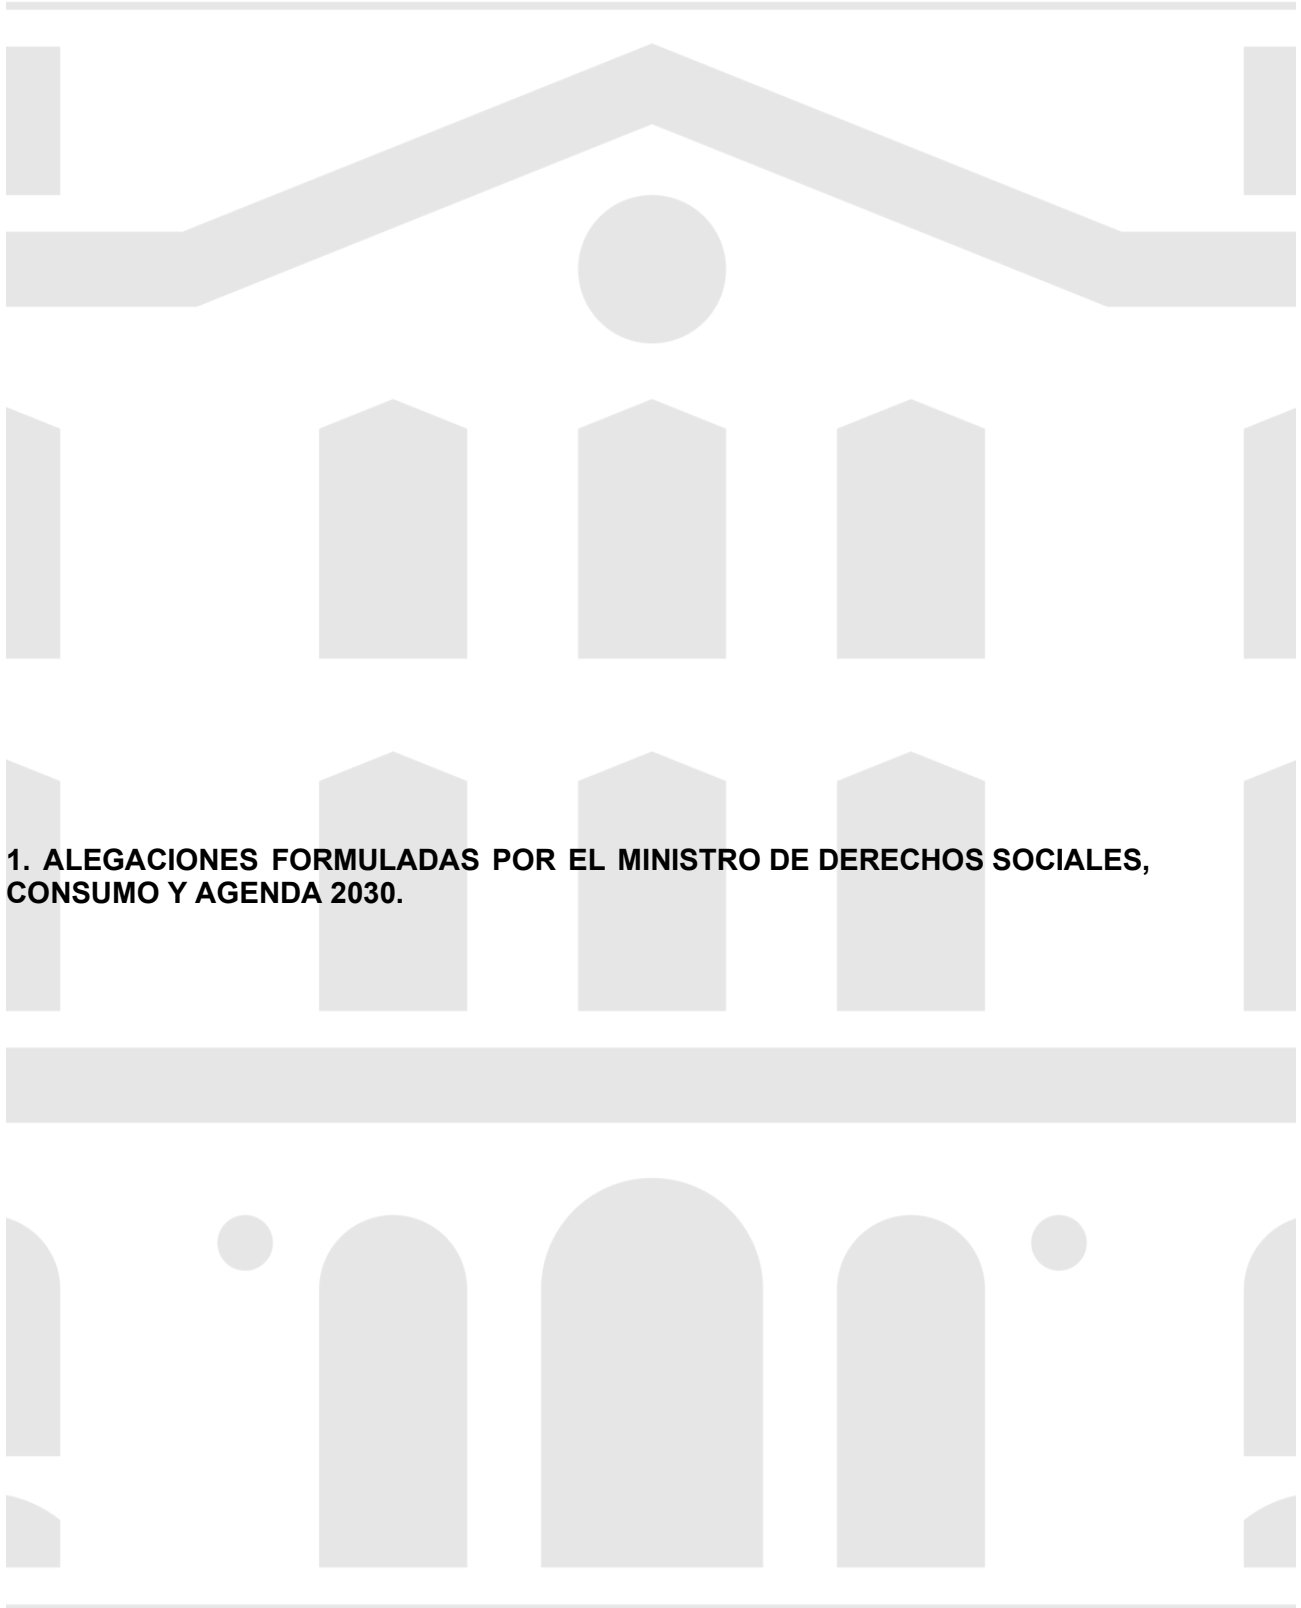 1. ALEGACIONES FORMULADAS POR EL MINISTRO DE DERECHOS SOCIALES,
CONSUMO Y AGENDA 2030.